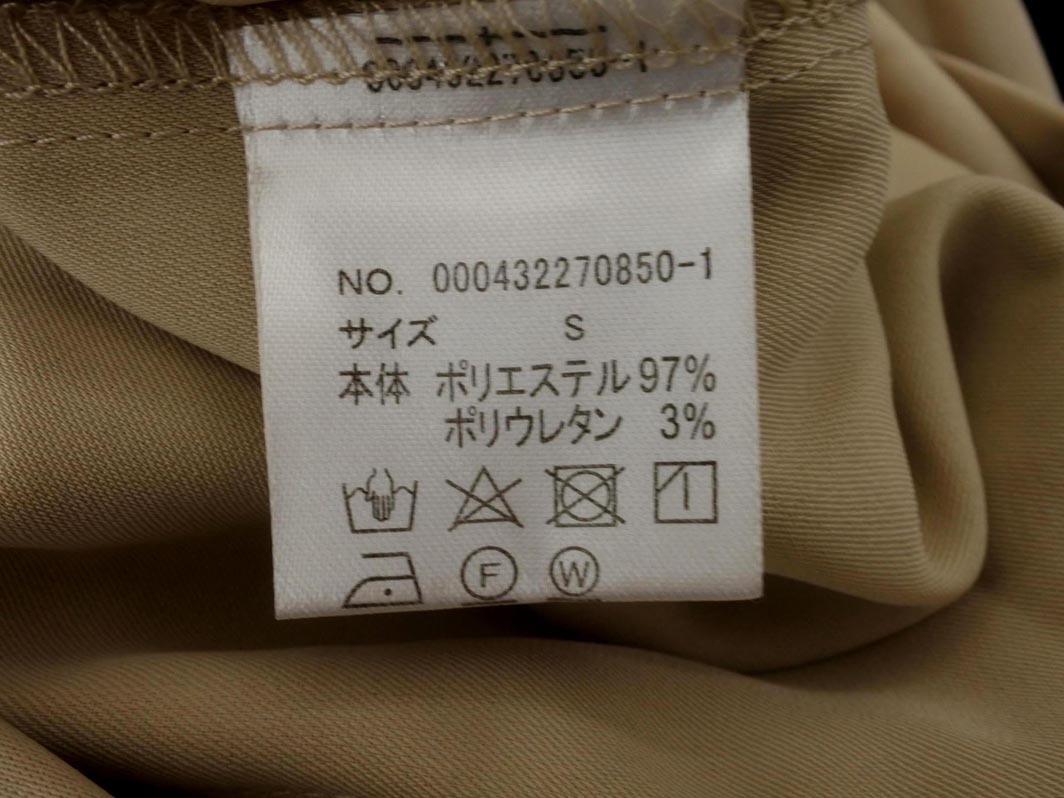 NO. 000432270850-1
サイズ S
本体 ポリエステル 97%
ポリウレタン 3%
F W